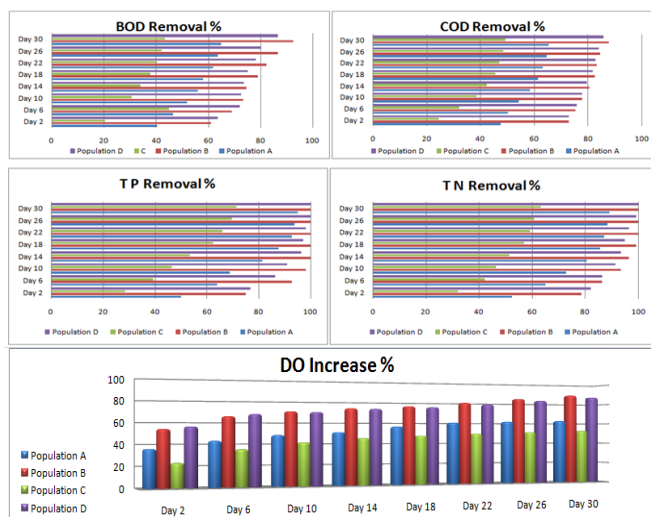 BOD Removal %
Day 30
Day 26
Day 22
Day 18
Day 14
Day 10
Day 6
Day 2
0 20 40 60 80 100
Population D C Population B Population A
COD Removal %
Day 30
Day 26
Day 22
Day 18
Day 14
Day 10
Day 6
Day 2
0 20 40 60 80 100
Population D Population C Population B Population A
T P Removal %
Day 30
Day 26
Day 22
Day 18
Day 14
Day 10
Day 6
Day 2
0 20 40 60 80 100
Population D Population C Population B Population A
T N Removal %
Day 30
Day 26
Day 22
Day 18
Day 14
Day 10
Day 6
Day 2
0 20 40 60 80 100
Population D Population C Population B Population A
DO Increase %
100
80
60
40
20
0
Population A
Population B
Population C
Population D
Day 2 Day 6 Day 10 Day 14 Day 18 Day 22 Day 26 Day 30